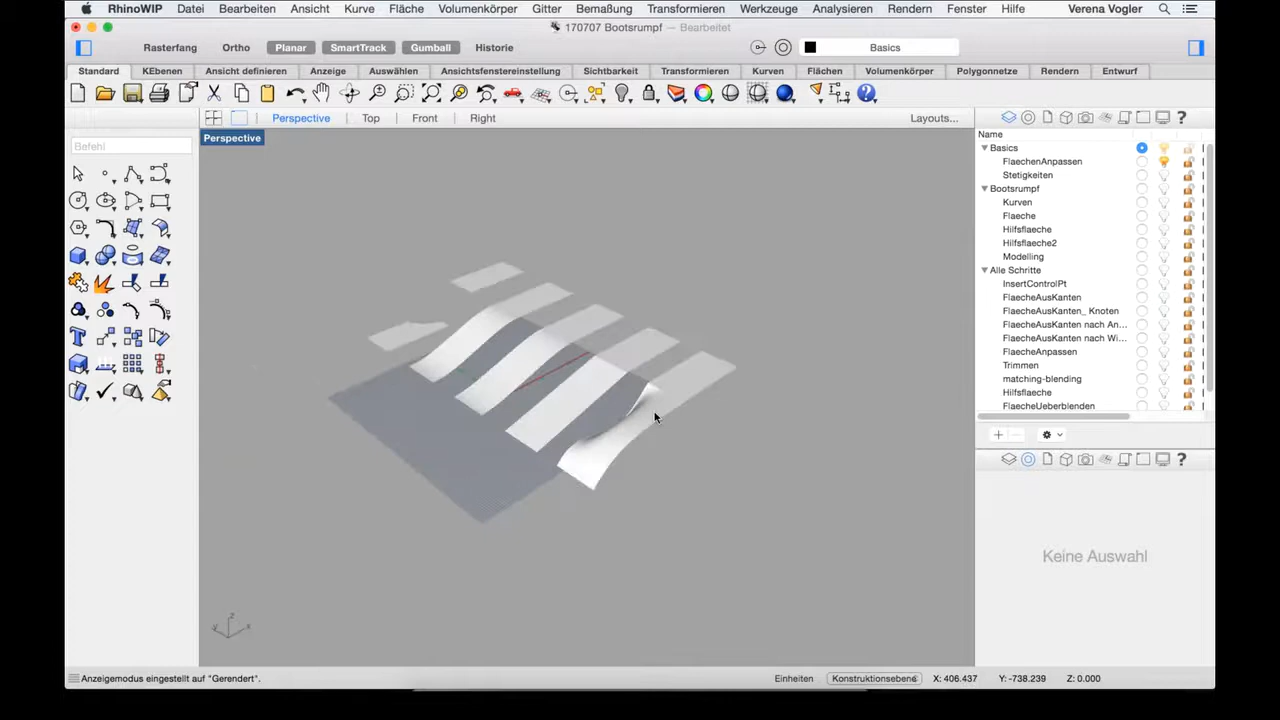 RhinoWIP Datei Bearbeiten Ansicht Kurve Fläche Volumenkörper Gitter Bemaßung Transformieren Werkzeuge Analysieren Rendern Fenster Hilfe Verena Vogler
170707 Bootsrumpf — Bearbeitet
Rasterfang Ortho Planar SmartTrack Gumball Historie Basics
Standard KEbenen Ansicht definieren Anzeige Auswählen Ansichtsfenstereinstellung Sichtbarkeit Transformieren Kurven Flächen Volumenkörper Polygonnetze Rendern Entwurf
Perspective Top Front Right Layouts...
Perspective
Befehl
Name
Basics
FlaechenAnpassen
Stetigkeiten
Bootsrumpf
Kurven
Flaeche
Hilfsflaeche
Hilfsflaeche2
Modelling
Alle Schritte
InsertControlPt
FlaecheAusKanten
FlaecheAusKanten_ Knoten
FlaecheAusKanten nach An...
FlaecheAusKanten nach Wi...
FlaecheAnpassen
Trimmen
matching-blending
Hilfsflaeche
FlaecheUeberblenden
Keine Auswahl
z
y x
Anzeigemodus eingestellt auf "Gerendert". Einheiten Konstruktionsebene X: 406.437 Y: -738.239 Z: 0.000